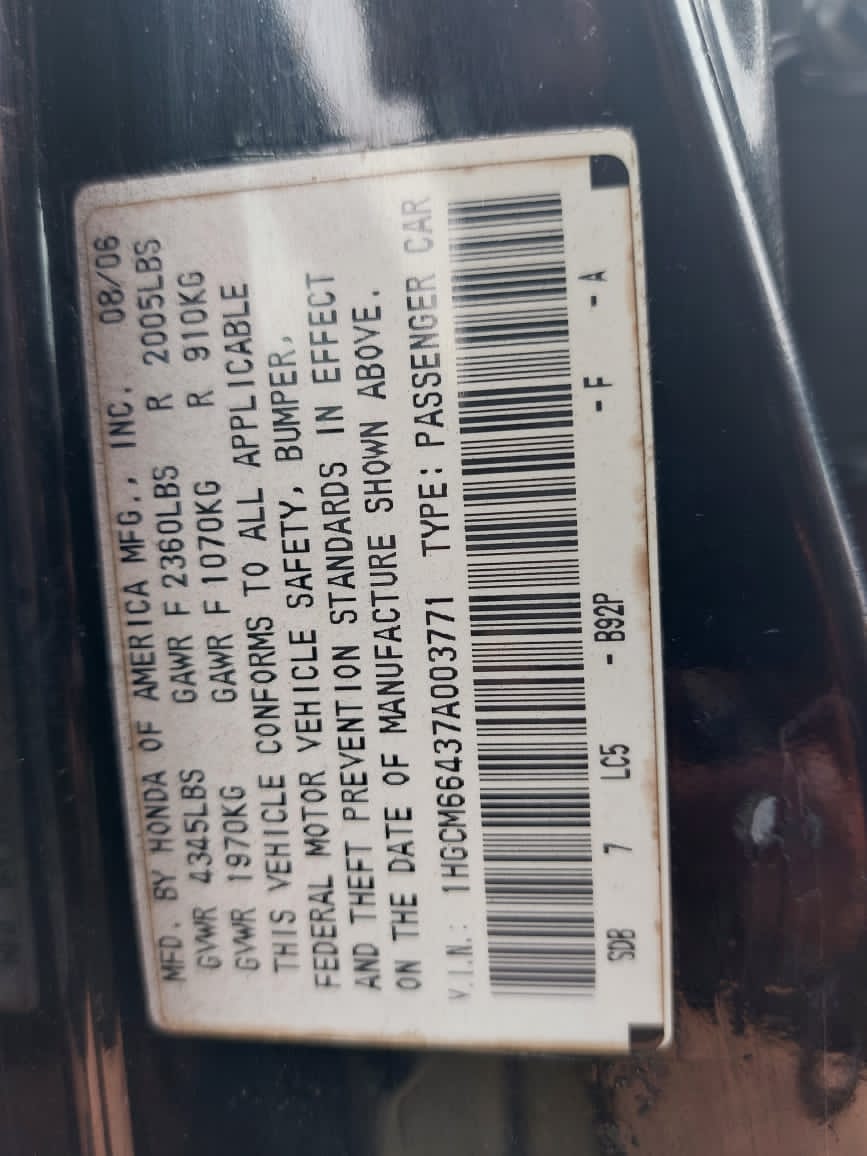 MFD. BY HONDA OF AMERICA MFG., INC. 08/06
GVWR 4345LBS GAWR F 2360LBS R 2005LBS
GVWR 1970KG GAWR F 1070KG R 910KG
THIS VEHICLE CONFORMS TO ALL APPLICABLE
FEDERAL MOTOR VEHICLE SAFETY, BUMPER,
AND THEFT PREVENTION STANDARDS IN EFFECT
ON THE DATE OF MANUFACTURE SHOWN ABOVE.
V.I.N.: 1HGCM66437A003771 TYPE: PASSENGER CAR
SDB 7 LC5 - B92P - F - A